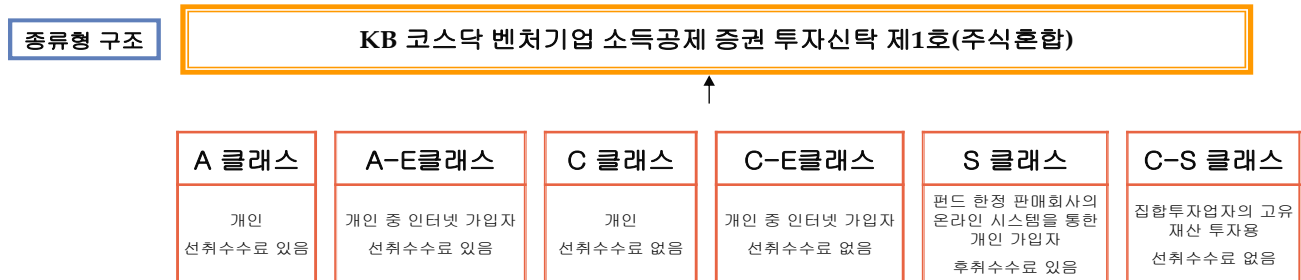 종류형 구조
KB 코스닥 벤처기업 소득공제 증권 투자신탁 제1호(주식혼합)
A 클래스
개인
선취수수료 있음
A-E클래스
개인 중 인터넷 가입자
선취수수료 있음
C 클래스
개인
선취수수료 없음
C-E클래스
개인 중 인터넷 가입자
선취수수료 없음
S 클래스
펀드 한정 판매회사의
온라인 시스템을 통한
개인 가입자
후취수수료 있음
C-S 클래스
집합투자업자의 고유
재산 투자용
선취수수료 없음